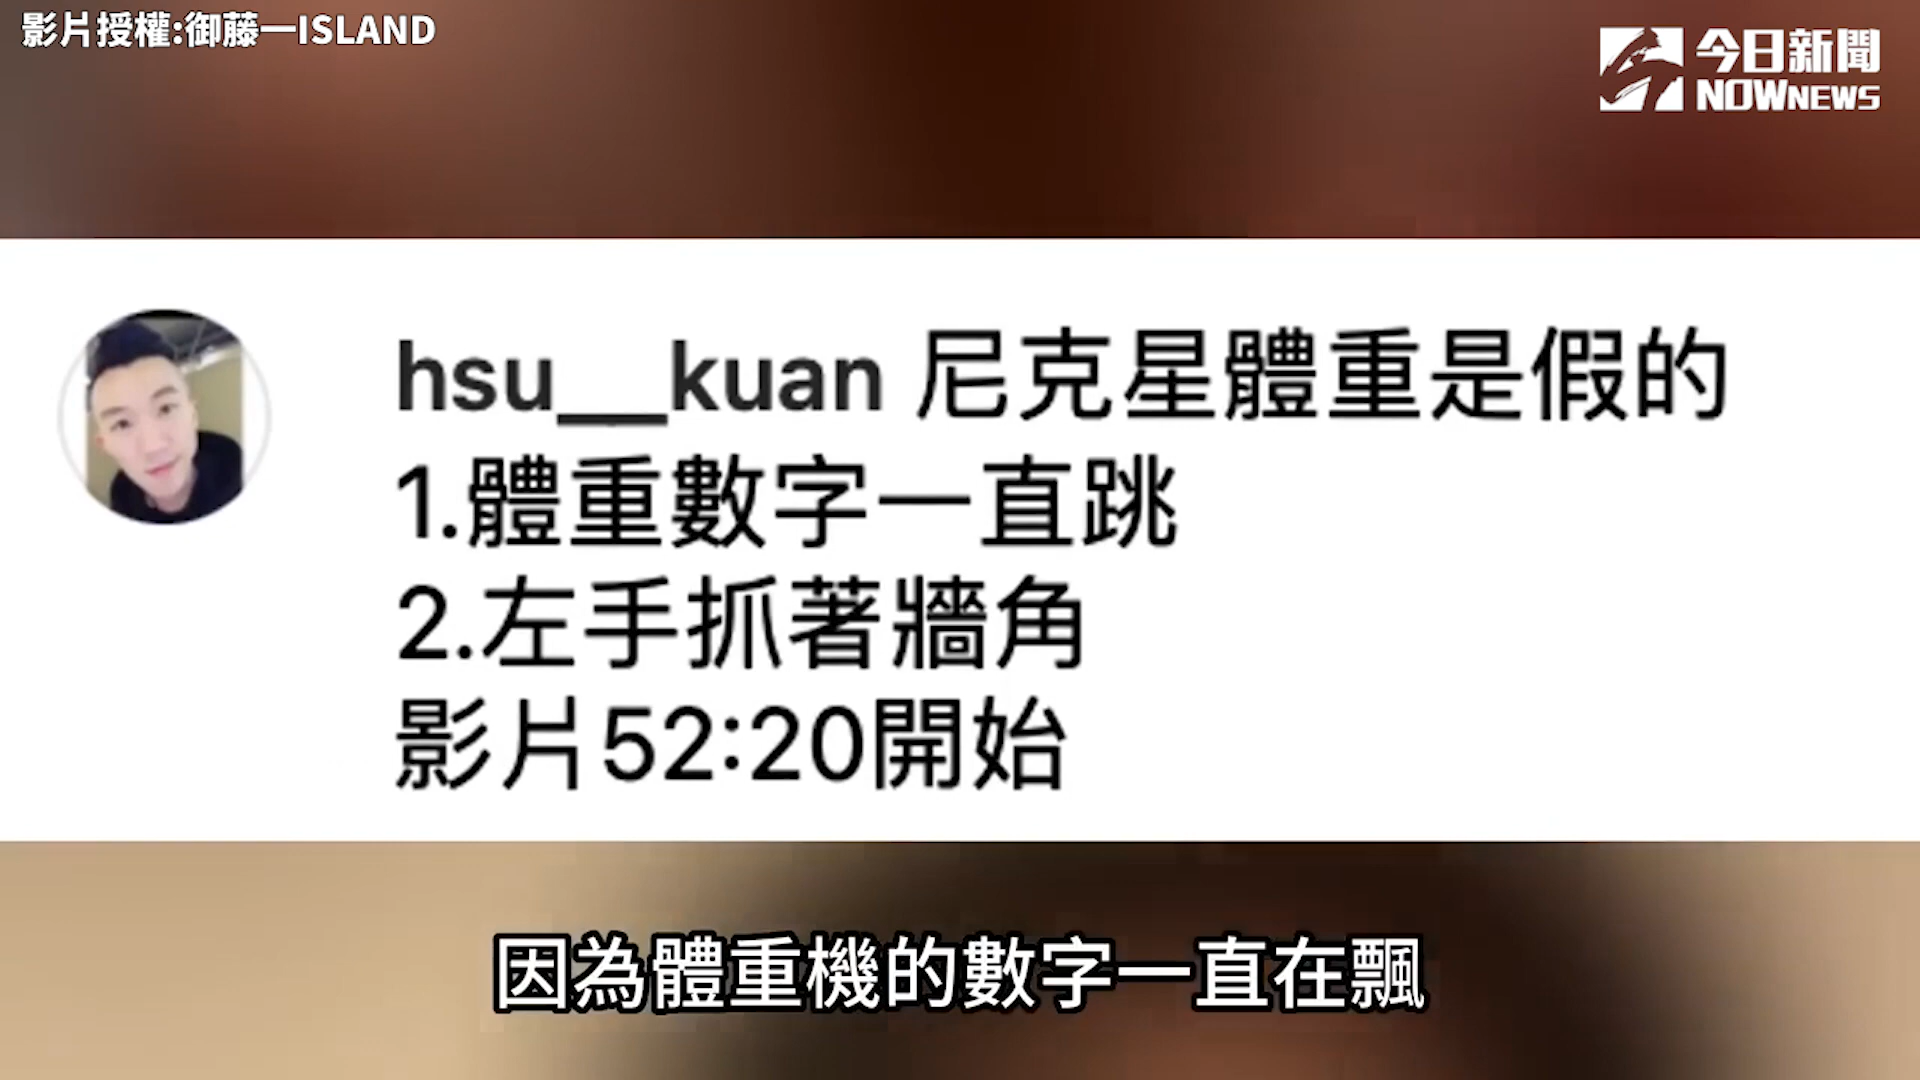 影片授權:御藤一ISLAND
今日新聞
NOWNEWS
hsu__kuan 尼克星體重是假的
1.體重數字一直跳
2.左手抓著牆角
影片52:20開始
因為體重機的數字一直在飄